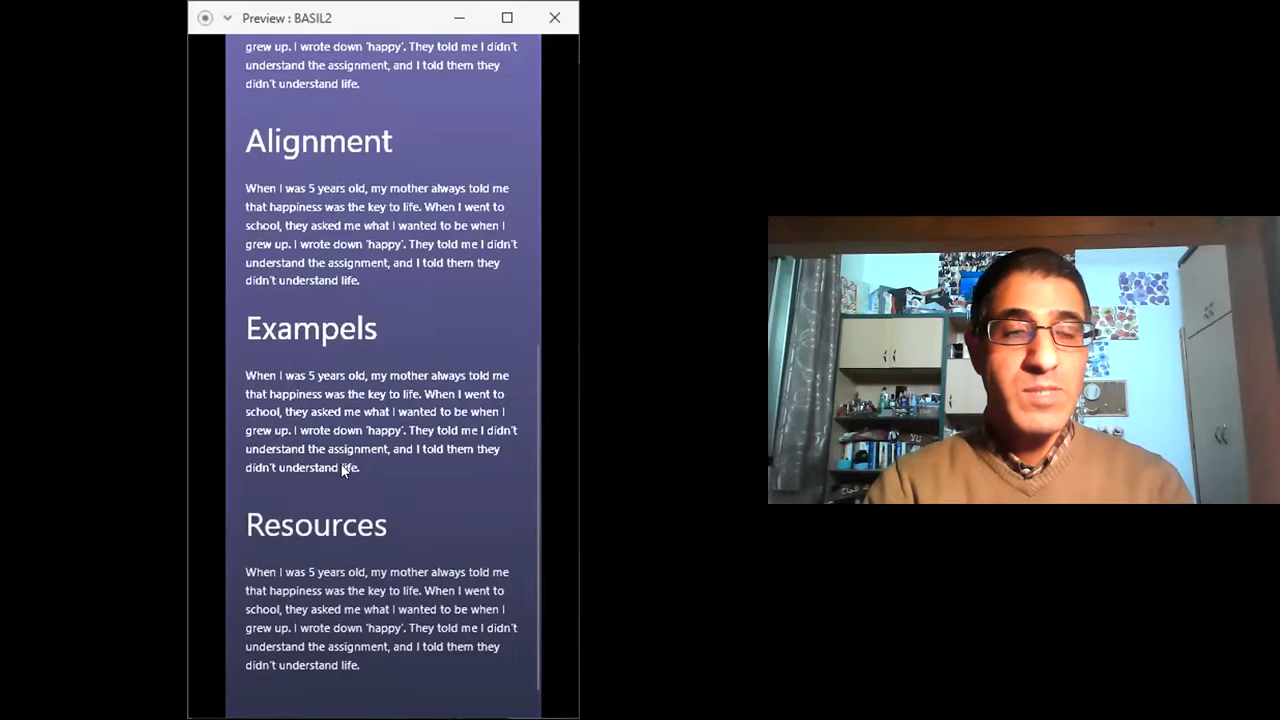 Preview : BASIL2
grew up. I wrote down 'happy'. They told me I didn't
understand the assignment, and I told them they
didn't understand life.
Alignment
When I was 5 years old, my mother always told me
that happiness was the key to life. When I went to
school, they asked me what I wanted to be when I
grew up. I wrote down 'happy'. They told me I didn't
understand the assignment, and I told them they
didn't understand life.
Exampels
When I was 5 years old, my mother always told me
that happiness was the key to life. When I went to
school, they asked me what I wanted to be when I
grew up. I wrote down 'happy'. They told me I didn't
understand the assignment, and I told them they
didn't understand life.
Resources
When I was 5 years old, my mother always told me
that happiness was the key to life. When I went to
school, they asked me what I wanted to be when I
grew up. I wrote down 'happy'. They told me I didn't
understand the assignment, and I told them they
didn't understand life.